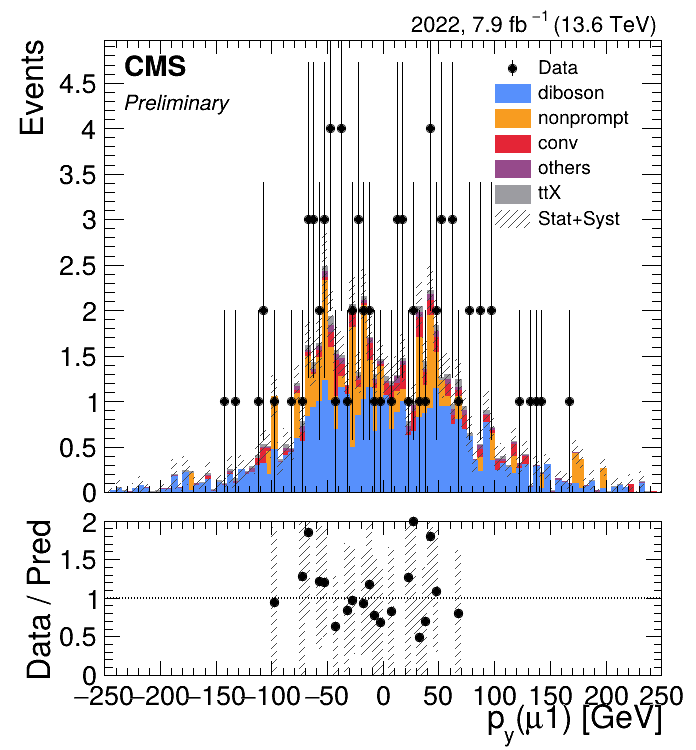 2022, 7.9 fb⁻¹ (13.6 TeV)
Events
CMS
Preliminary
Data
diboson
nonprompt
conv
others
ttX
Stat+Syst
4.5
4
3.5
3
2.5
2
1.5
1
0.5
0
Data / Pred
2
1.5
1
0.5
0
−250 −200 −150 −100 −50 0 50 100 150 200 250
p_y(μ1) [GeV]